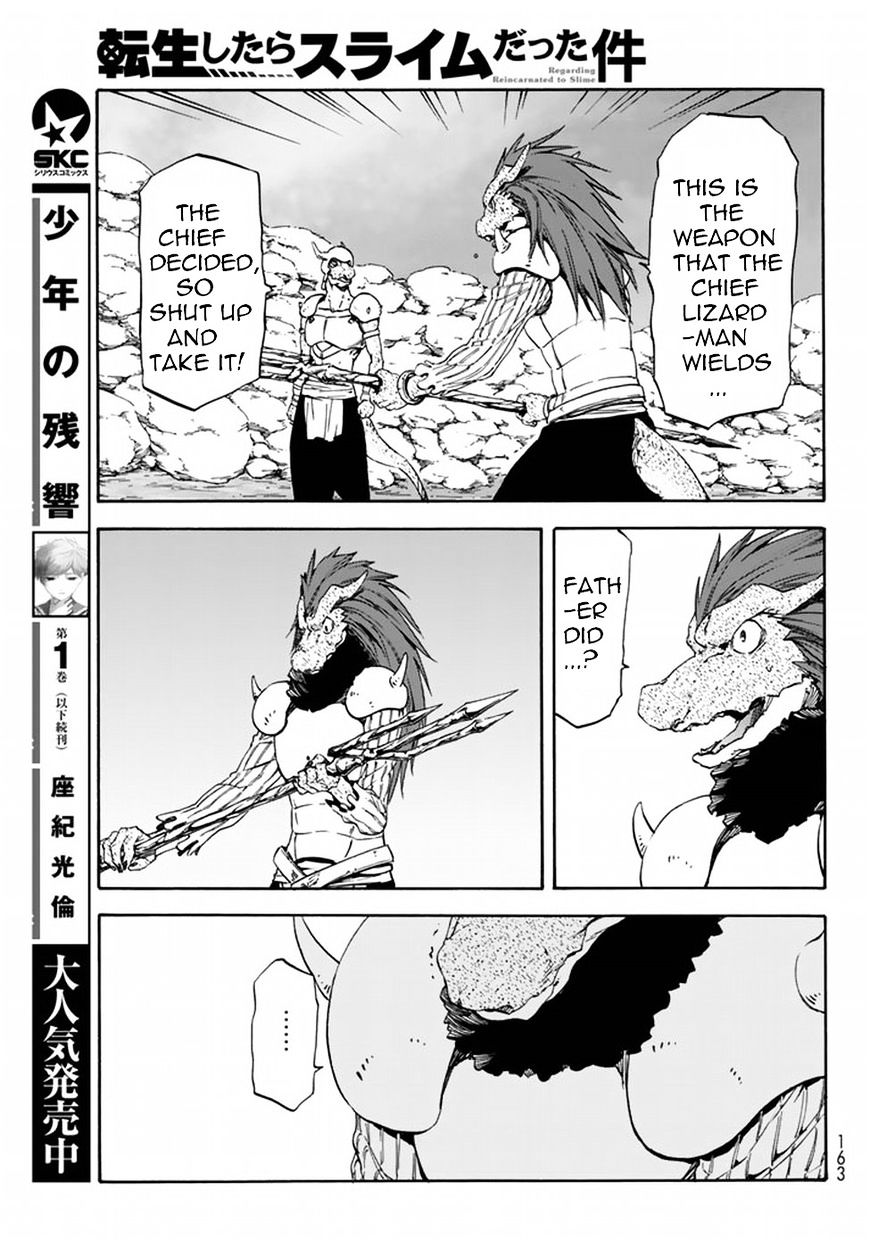 転生したらスライムだった件
Regarding
Reincarnated to Slime
THIS IS
THE
WEAPON
THAT THE
CHIEF
LIZARD
-MAN
WIELDS
...
THE
CHIEF
DECIDED,
SO
SHUT UP
AND
TAKE IT!
FATH
-ER
DID
...?
......
SKC
シリウスコミックス
少年の残響
第1巻(以下続刊)
座紀光倫
大人気発売中
163